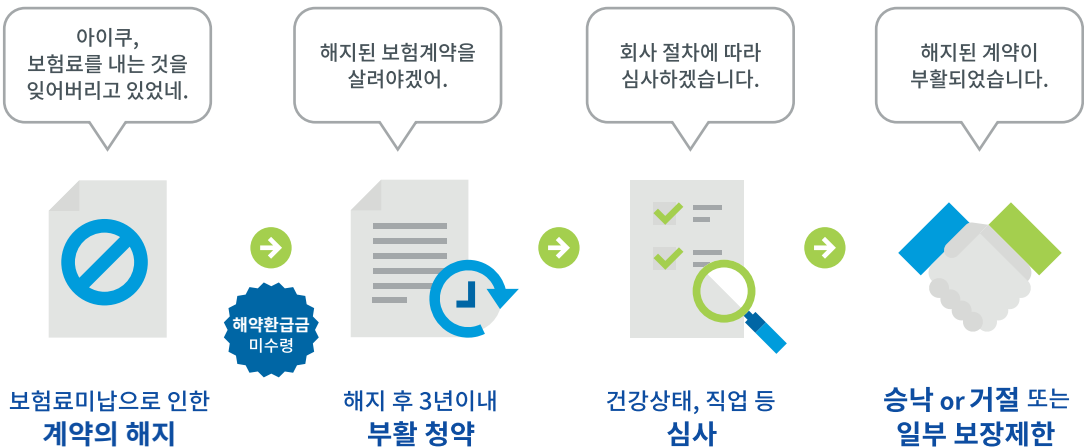 아이쿠,
보험료를 내는 것을
잊어버리고 있었네.
해지된 보험계약을
살려야겠어.
회사 절차에 따라
심사하겠습니다.
해지된 계약이
부활되었습니다.
해약환급금
미수령
보험료미납으로 인한
계약의 해지
해지 후 3년이내
부활 청약
건강상태, 직업 등
심사
승낙 or 거절 또는
일부 보장제한